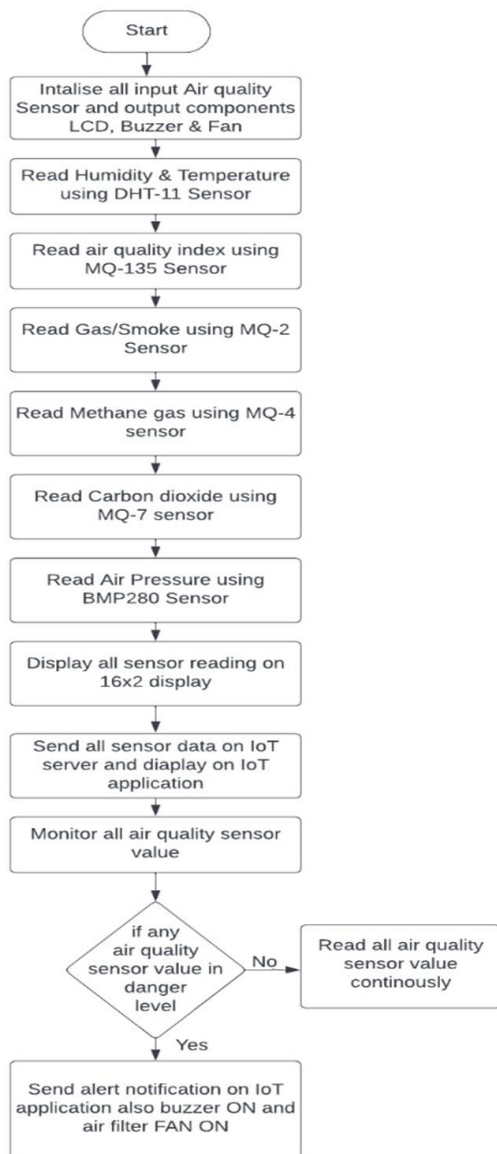 Start
Intalise all input Air quality
Sensor and output components
LCD, Buzzer & Fan
Read Humidity & Temperature
using DHT-11 Sensor
Read air quality index using
MQ-135 Sensor
Read Gas/Smoke using MQ-2
Sensor
Read Methane gas using MQ-4
sensor
Read Carbon dioxide using
MQ-7 sensor
Read Air Pressure using
BMP280 Sensor
Display all sensor reading on
16x2 display
Send all sensor data on IoT
server and diaplay on IoT
application
Monitor all air quality sensor
value
if any
air quality
sensor value in
danger
level
No
Read all air quality
sensor value
continously
Yes
Send alert notification on IoT
application also buzzer ON and
air filter FAN ON